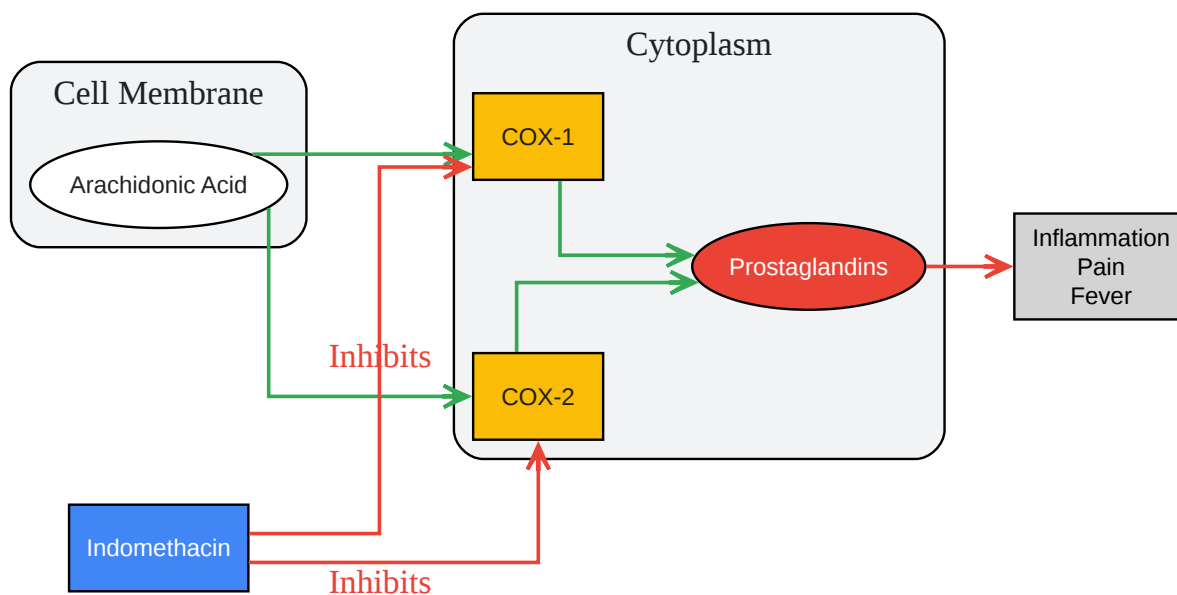 Cytoplasm
Cell Membrane
COX-1
Arachidonic Acid
Inflammation
Pain
Fever
Prostaglandins
Inhibits
COX-2
Indomethacin
Inhibits